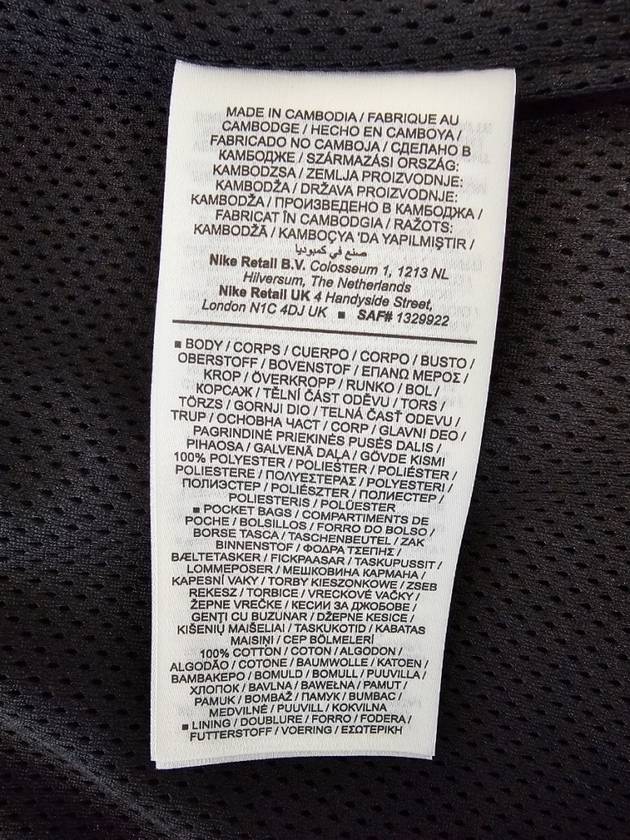 MADE IN CAMBODIA / FABRIQUE AU
CAMBODGE / HECHO EN CAMBOYA /
FABRICADO NO CAMBOJA / СДЕЛАНО В
КАМБОДЖЕ / SZÁRMAZÁSI ORSZÁG:
KAMBODZSA / ZEMLJA PROIZVODNJE:
KAMBODŽA / DRŽAVA PROIZVODNJE:
KAMBODŽA / ПРОИЗВЕДЕНО В КАМБОДЖА /
FABRICAT ÎN CAMBODGIA / RAŽOTS:
KAMBODŽĀ / KAMBOÇYA 'DA YAPILMIŞTIR /
صنع في كمبوديا
Nike Retail B.V. Colosseum 1, 1213 NL
Hilversum, The Netherlands
Nike Retail UK 4 Handyside Street,
London N1C 4DJ UK ■ SAF# 1329922
■ BODY / CORPS / CUERPO / CORPO / BUSTO /
OBERSTOFF / BOVENSTOF / ΕΠΑΝΩ ΜΕΡΟΣ /
KROP / ÖVERKROPP / RUNKO / BOL /
КОРСАЖ / TĚLNÍ ČÁST ODĚVU / TORS /
TÖRZS / GORNJI DIO / TELNÁ ČASŤ ODEVU /
TRUP / ОСНОВНА ЧАСТ / CORP / GLAVNI DEO /
PAGRINDINĖ PRIEKINĖS PUSĖS DALIS /
PIHAOSA / GALVENĀ DAĻA / GÖVDE KISMI
100% POLYESTER / POLIESTER / POLIÉSTER /
POLIESTERE / ΠΟΛΥΕΣΤΕΡΑΣ / POLYESTERI /
ПОЛИЭСТЕР / POLIÉSZTER / ПОЛИЕСТЕР /
POLIESTERIS / POLÜESTER
■ POCKET BAGS / COMPARTIMENTS DE
POCHE / BOLSILLOS / FORRO DO BOLSO /
BORSE TASCA / TASCHENBEUTEL / ZAK
BINNENSTOF / ΦΟΔΡΑ ΤΣΕΠΗΣ /
BÆLTETASKER / FICKPÅSAR / TASKUPUSSIT /
LOMMEPOSER / МЕШКОВИНА КАРМАНА /
KAPESNÍ VAKY / TORBY KIESZONKOWE / ZSEB
REKESZ / TORBICE / VRECKOVÉ VAČKY /
ŽEPNE VREČKE / КЕСИИ ЗА ДЖОБОВЕ /
GENŢI CU BUZUNAR / DŽEPNE KESICE /
KIŠENIŲ MAIŠELIAI / TASKUKOTID / KABATAS
MAISIŅI / CEP BÖLMELERİ
100% COTTON / COTON / ALGODON /
ALGODÃO / COTONE / BAUMWOLLE / KATOEN /
ΒΑΜΒΑΚΕΡΟ / BOMULD / BOMULL / PUUVILLA /
ХЛОПОК / BAVLNA / BAWEŁNA / PAMUT /
PAMUK / BOMBAŽ / ПАМУК / BUMBAC /
MEDVILNĖ / PUUVILL / KOKVILNA
■ LINING / DOUBLURE / FORRO / FODERA /
FUTTERSTOFF / VOERING / ΕΣΩΤΕΡΙΚΗ